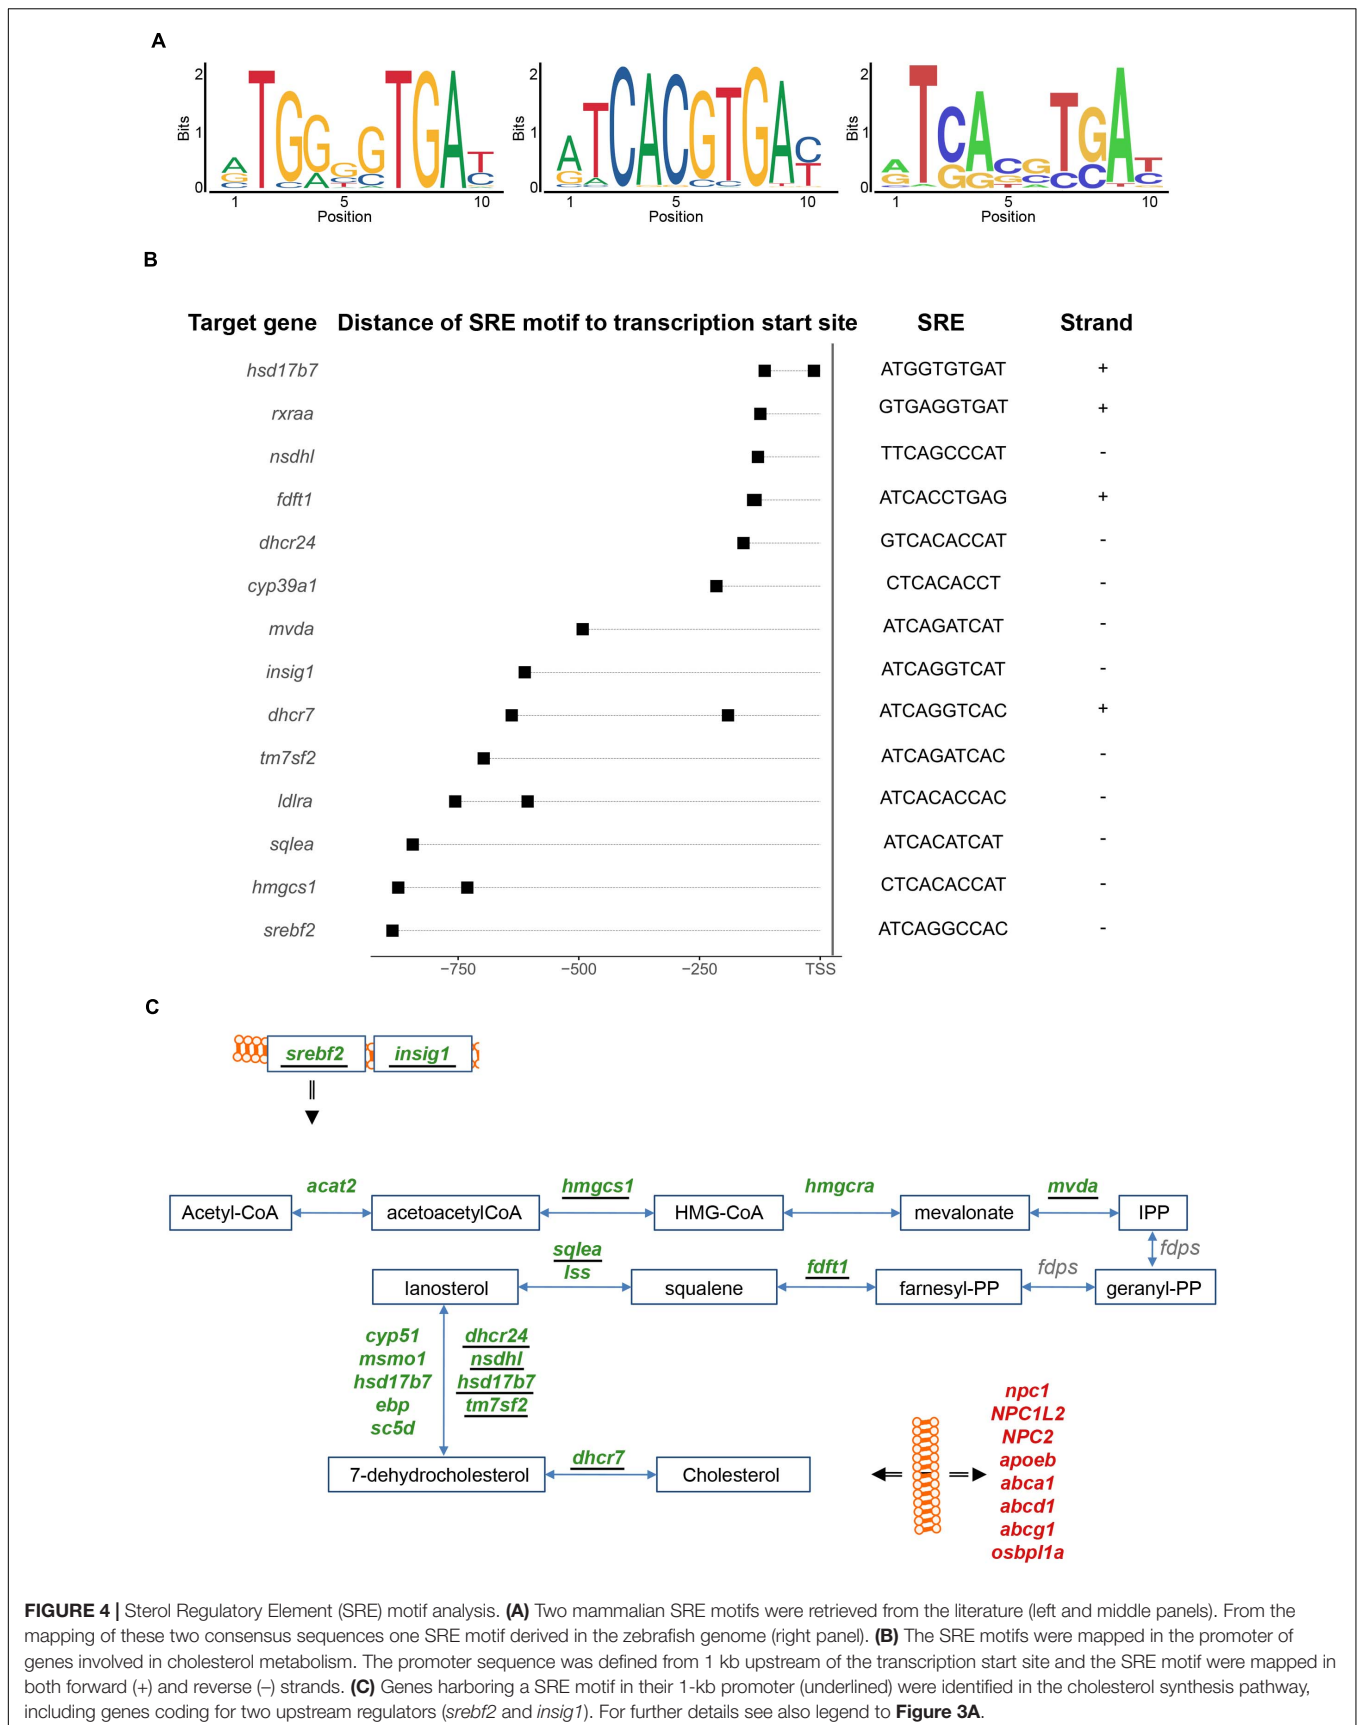 A
2
1
0
Bits
A G C T G C G A G C T G C T G A T C
1 5 10
Position
2
1
0
Bits
A G C T A C A C G C T C G A T C T
1 5 10
Position
2
1
0
Bits
A G T A C G A G C G T G C A T C G C A T T C G
1 5 10
Position
B
Target gene Distance of SRE motif to transcription start site SRE Strand
hsd17b7 ATGGTGTGAT +
rxraa GTGAGGTGAT +
nsdhl TTCAGCCCAT -
fdft1 ATCACCTGAG +
dhcr24 GTCACACCAT -
cyp39a1 CTCACACCT -
mvda ATCAGATCAT -
insig1 ATCAGGTCAT -
dhcr7 ATCAGGTCAC +
tm7sf2 ATCAGATCAC -
ldlra ATCACACCAC -
sqlea ATCACATCAT -
hmgcs1 CTCACACCAT -
srebf2 ATCAGGCCAC -
−750 −500 −250 TSS
C
srebf2 insig1
acat2 hmgcs1 hmgcra mvda
Acetyl-CoA acetoacetylCoA HMG-CoA mevalonate IPP
fdps
sqlea
lss fdft1 fdps
lanosterol squalene farnesyl-PP geranyl-PP
cyp51 dhcr24
msmo1 nsdhl
hsd17b7 hsd17b7
ebp tm7sf2
sc5d
dhcr7
7-dehydrocholesterol Cholesterol
npc1
NPC1L2
NPC2
apoeb
abca1
abcd1
abcg1
osbpl1a
FIGURE 4 | Sterol Regulatory Element (SRE) motif analysis. (A) Two mammalian SRE motifs were retrieved from the literature (left and middle panels). From the
mapping of these two consensus sequences one SRE motif derived in the zebrafish genome (right panel). (B) The SRE motifs were mapped in the promoter of
genes involved in cholesterol metabolism. The promoter sequence was defined from 1 kb upstream of the transcription start site and the SRE motif were mapped in
both forward (+) and reverse (–) strands. (C) Genes harboring a SRE motif in their 1-kb promoter (underlined) were identified in the cholesterol synthesis pathway,
including genes coding for two upstream regulators (srebf2 and insig1). For further details see also legend to Figure 3A.